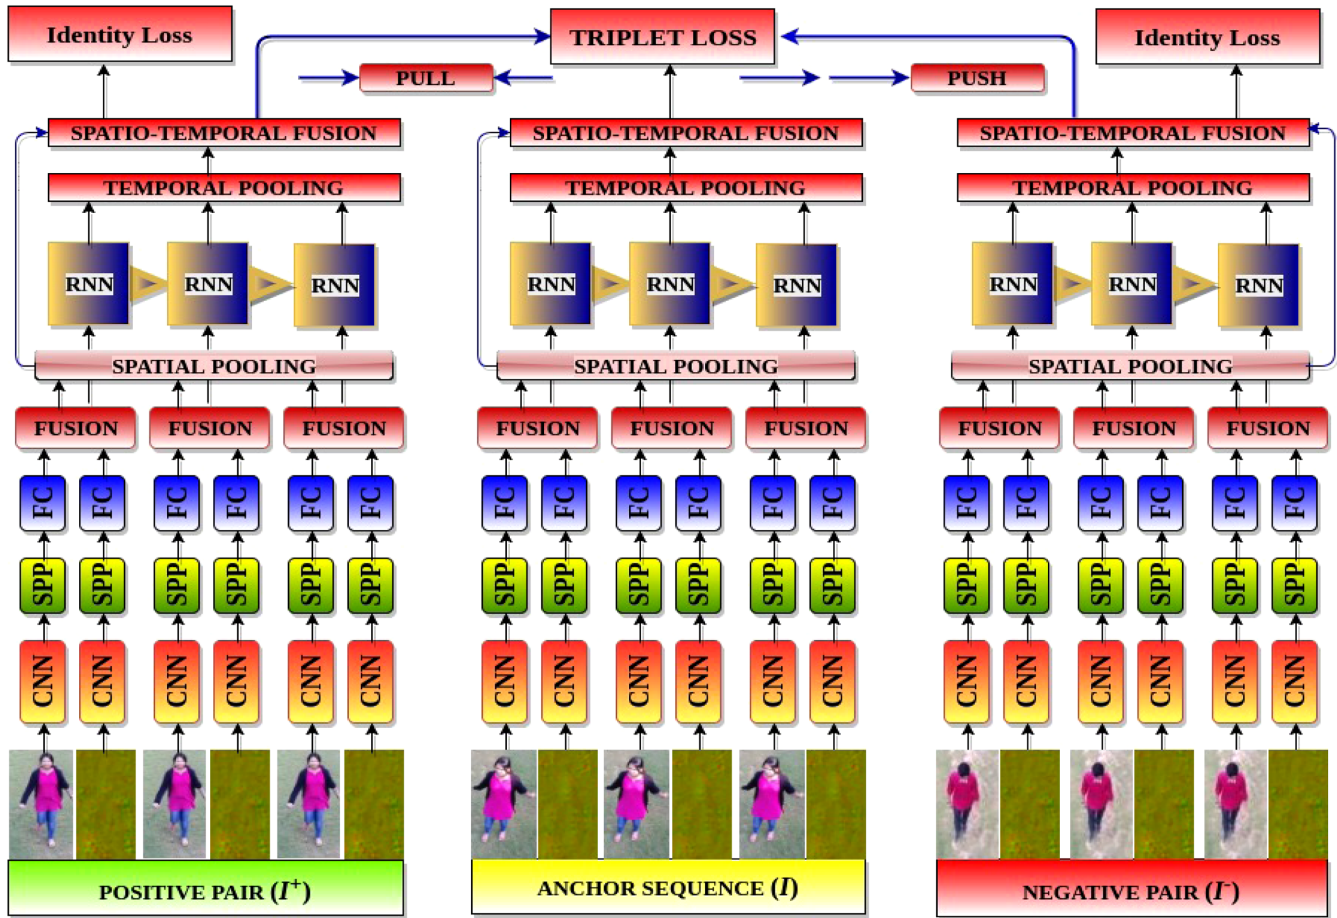 Identity Loss
TRIPLET LOSS
Identity Loss
PULL
PUSH
SPATIO-TEMPORAL FUSION
SPATIO-TEMPORAL FUSION
SPATIO-TEMPORAL FUSION
TEMPORAL POOLING
TEMPORAL POOLING
TEMPORAL POOLING
RNN RNN RNN
RNN RNN RNN
RNN RNN RNN
SPATIAL POOLING
SPATIAL POOLING
SPATIAL POOLING
FUSION FUSION FUSION
FUSION FUSION FUSION
FUSION FUSION FUSION
FC FC FC FC FC FC
FC FC FC FC FC FC
FC FC FC FC FC FC
SPP SPP SPP SPP SPP SPP
SPP SPP SPP SPP SPP SPP
SPP SPP SPP SPP SPP SPP
CNN CNN CNN CNN CNN CNN
CNN CNN CNN CNN CNN CNN
CNN CNN CNN CNN CNN CNN
POSITIVE PAIR (I⁺)
ANCHOR SEQUENCE (I)
NEGATIVE PAIR (I⁻)